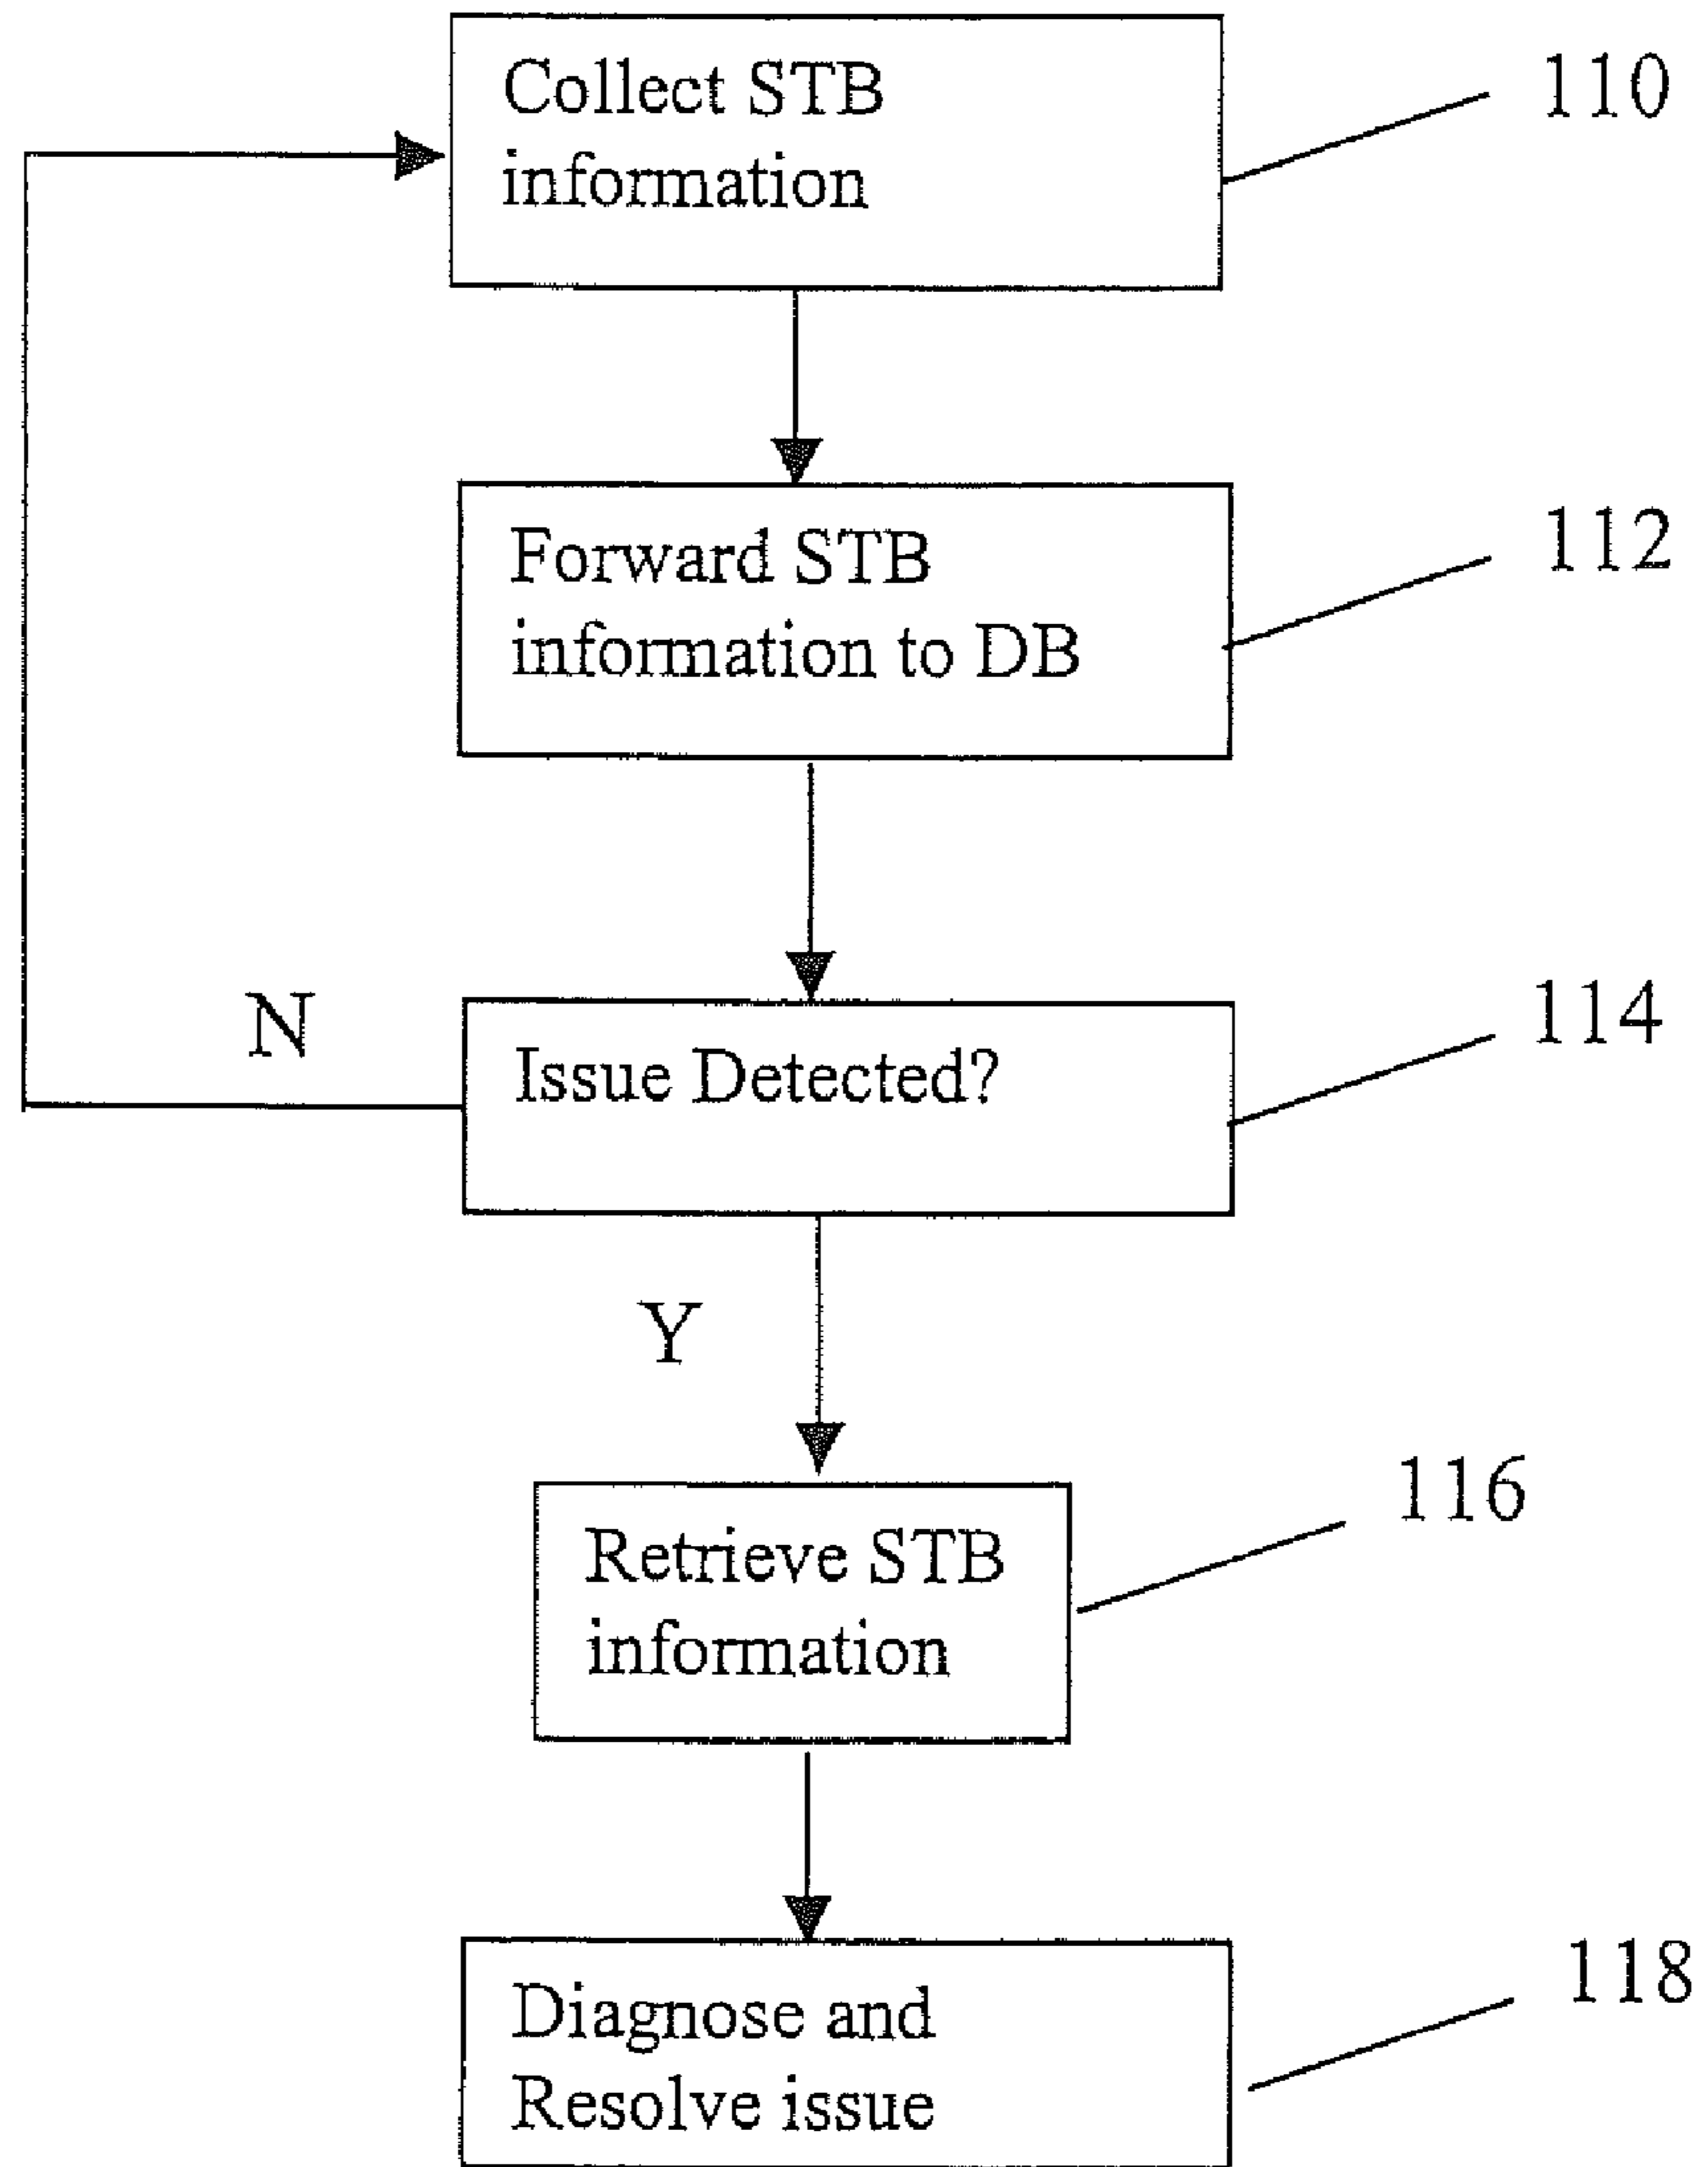 Collect STB
information
110
Forward STB
information to DB
112
Issue Detected?
114
N
Y
Retrieve STB
information
116
Diagnose and
Resolve issue
118